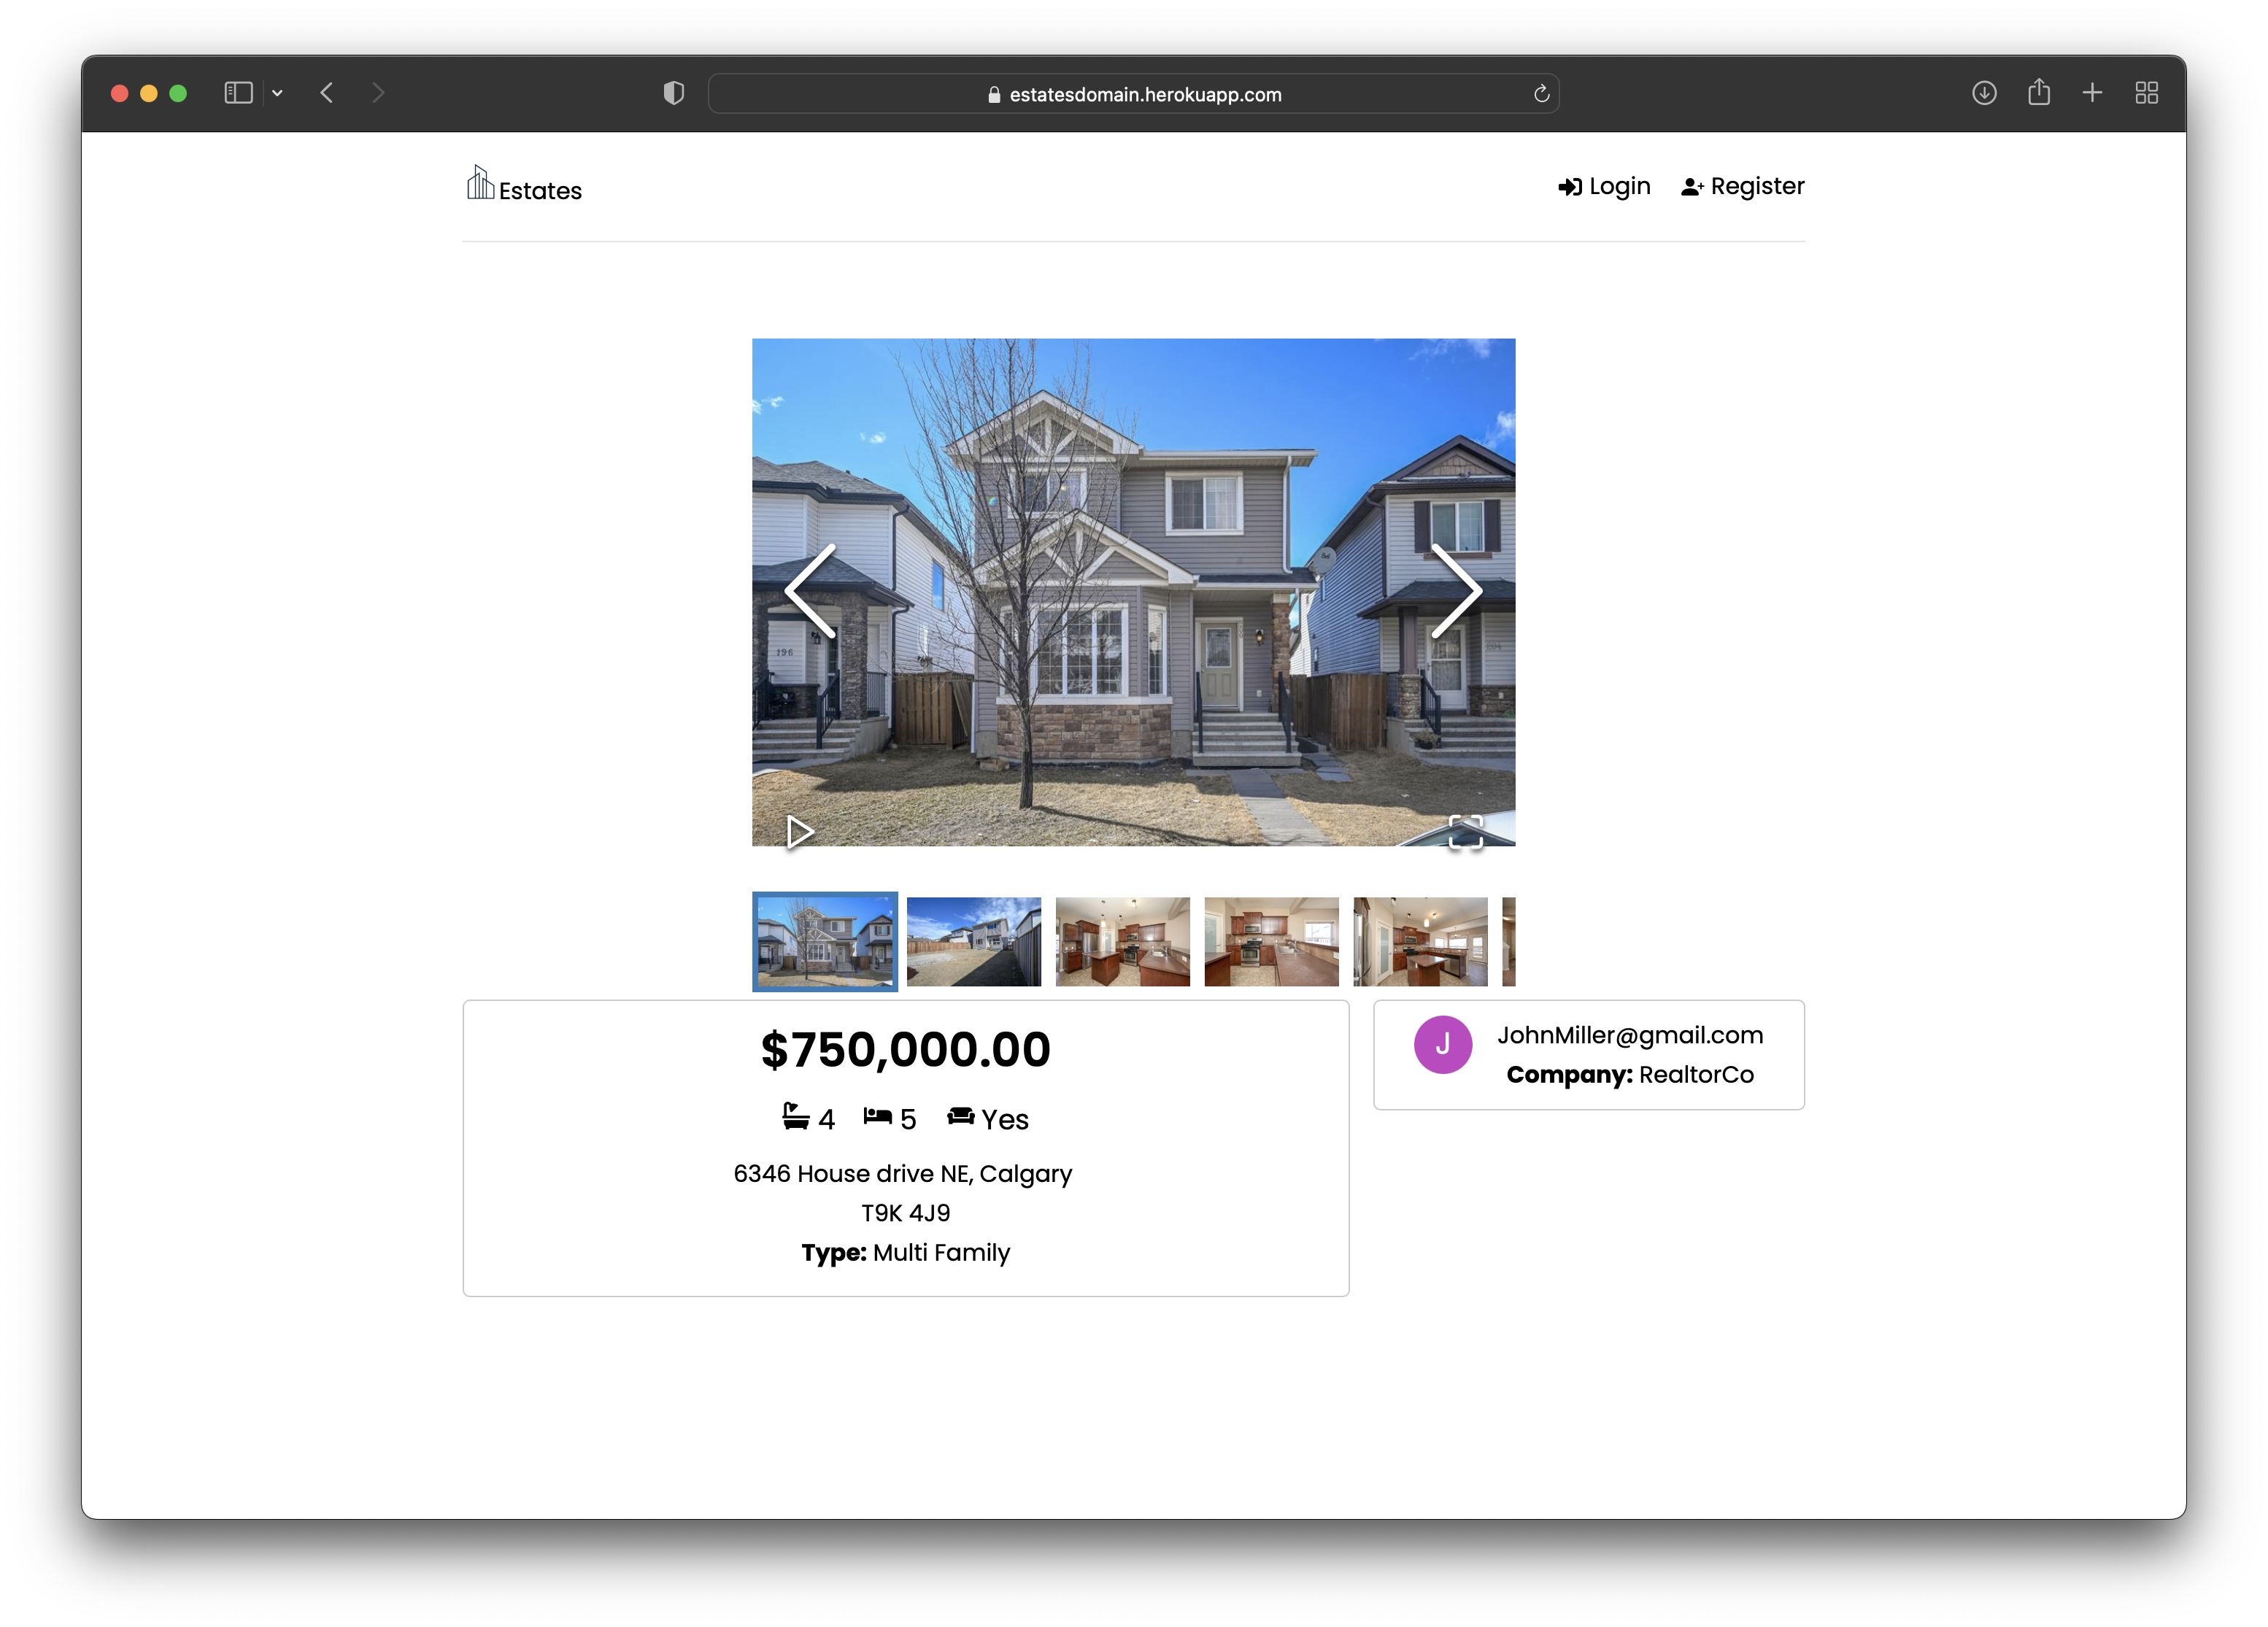 estatesdomain.herokuapp.com
Estates
Login
Register
196
$750,000.00
4 5 Yes
6346 House drive NE, Calgary
T9K 4J9
Type: Multi Family
J
JohnMiller@gmail.com
Company: RealtorCo